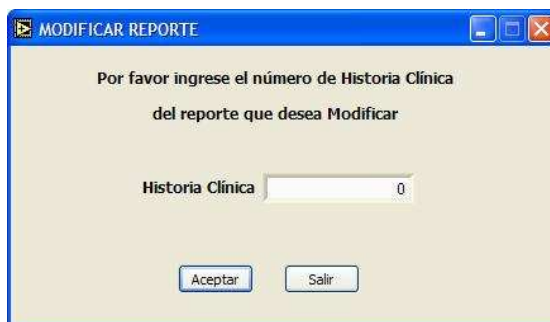 MODIFICAR REPORTE
Por favor ingrese el número de Historia Clínica
del reporte que desea Modificar
Historia Clínica 0
Aceptar Salir